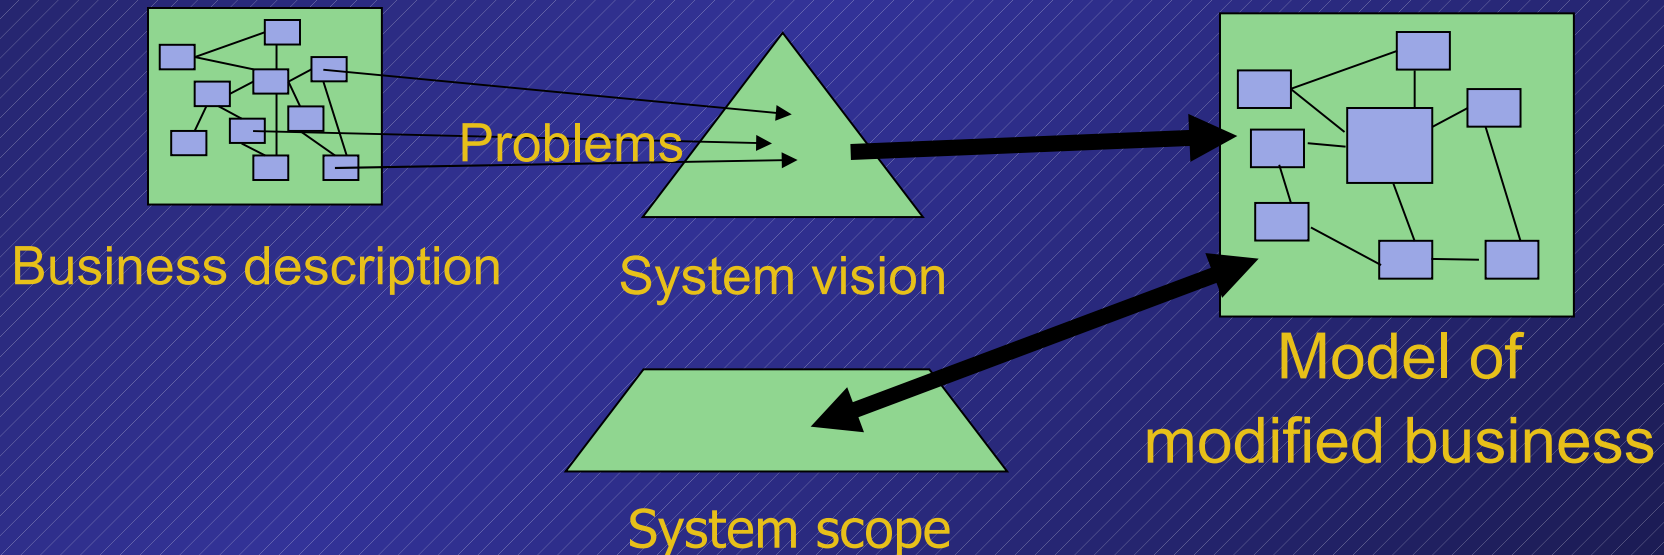 Problems
Business description
System vision
Model of
modified business
System scope